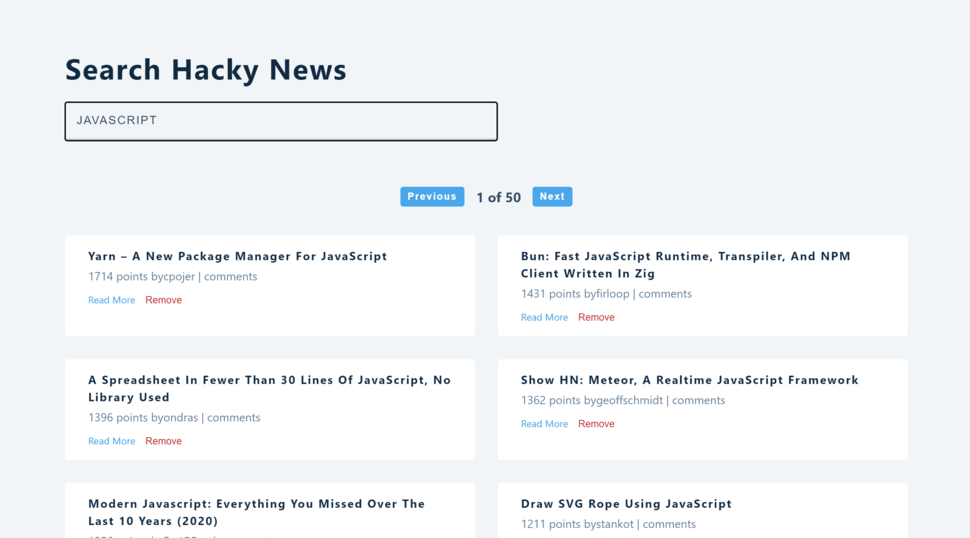 Search Hacky News
JAVASCRIPT
Previous 1 of 50 Next
Yarn – A New Package Manager For JavaScript
1714 points bycpojer | comments
Read More Remove
Bun: Fast JavaScript Runtime, Transpiler, And NPM
Client Written In Zig
1431 points byfirloop | comments
Read More Remove
A Spreadsheet In Fewer Than 30 Lines Of JavaScript, No
Library Used
1396 points byondras | comments
Read More Remove
Show HN: Meteor, A Realtime JavaScript Framework
1362 points bygeoffschmidt | comments
Read More Remove
Modern Javascript: Everything You Missed Over The
Last 10 Years (2020)
Draw SVG Rope Using JavaScript
1211 points bystankot | comments